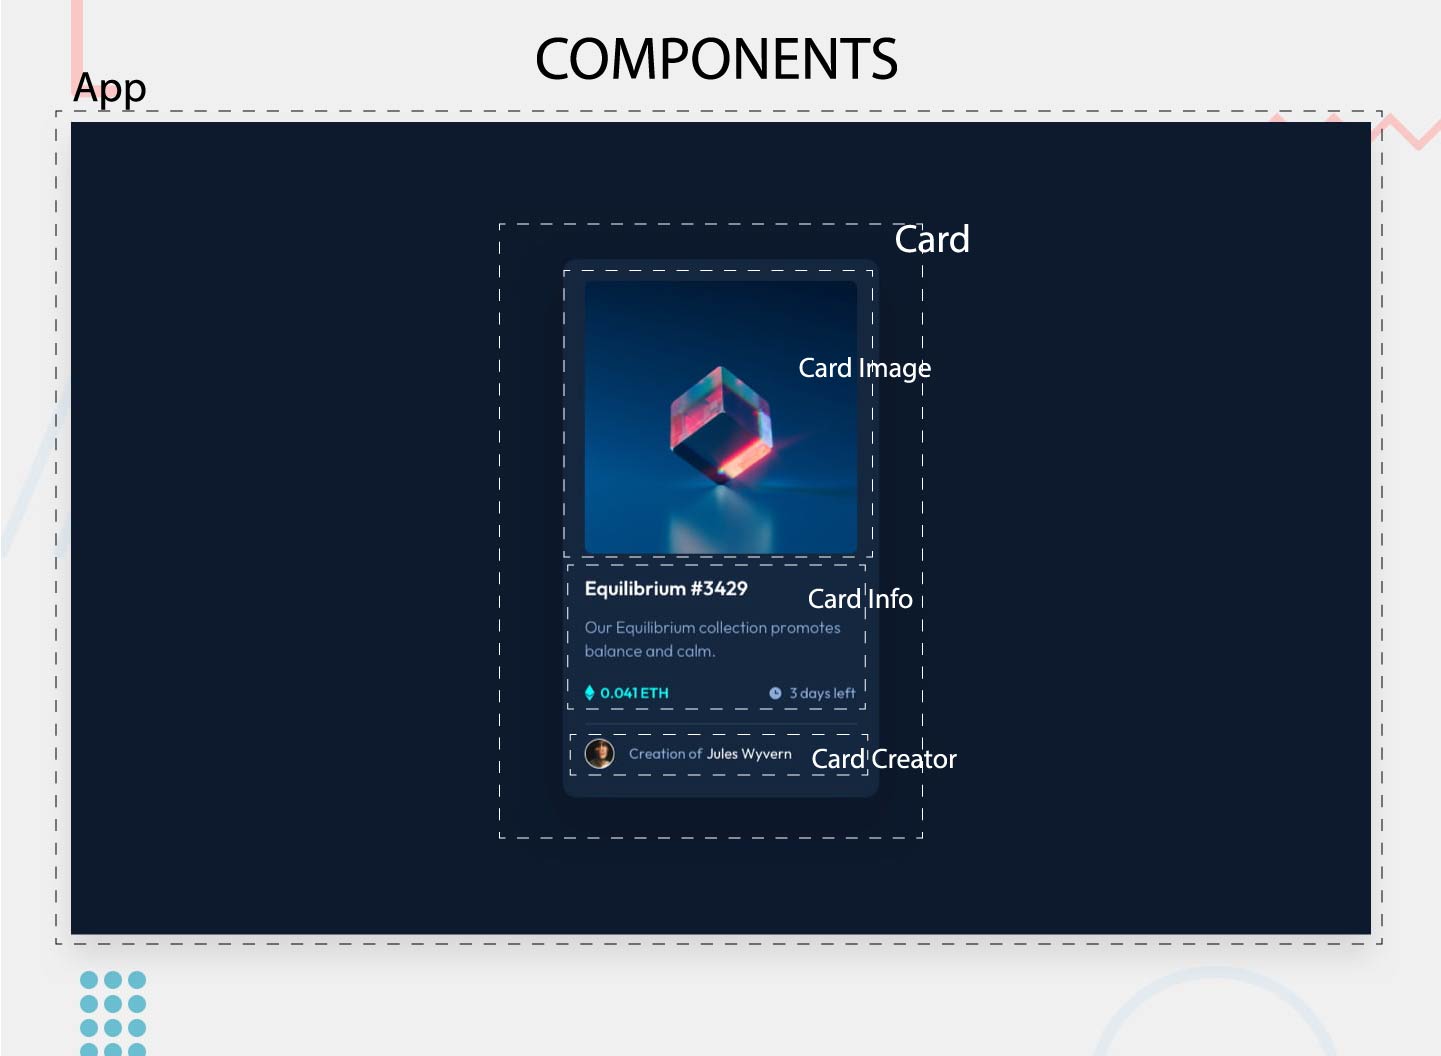 COMPONENTS
App
Card
Card Image
Equilibrium #3429
Card Info
Our Equilibrium collection promotes
balance and calm.
0.041 ETH
3 days left
Creation of Jules Wyvern
Card Creator